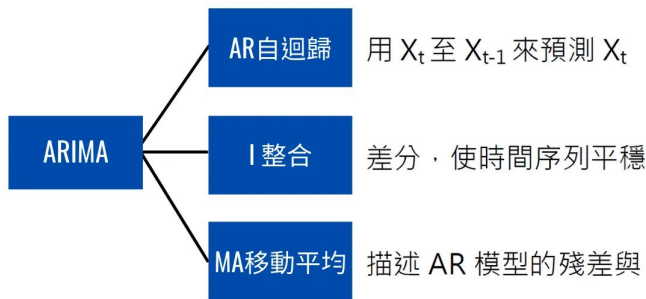 AR自迴歸 用 Xt 至 Xt-1 來預測 Xt
ARIMA
I 整合 差分，使時間序列平穩
MA移動平均 描述 AR 模型的殘差與